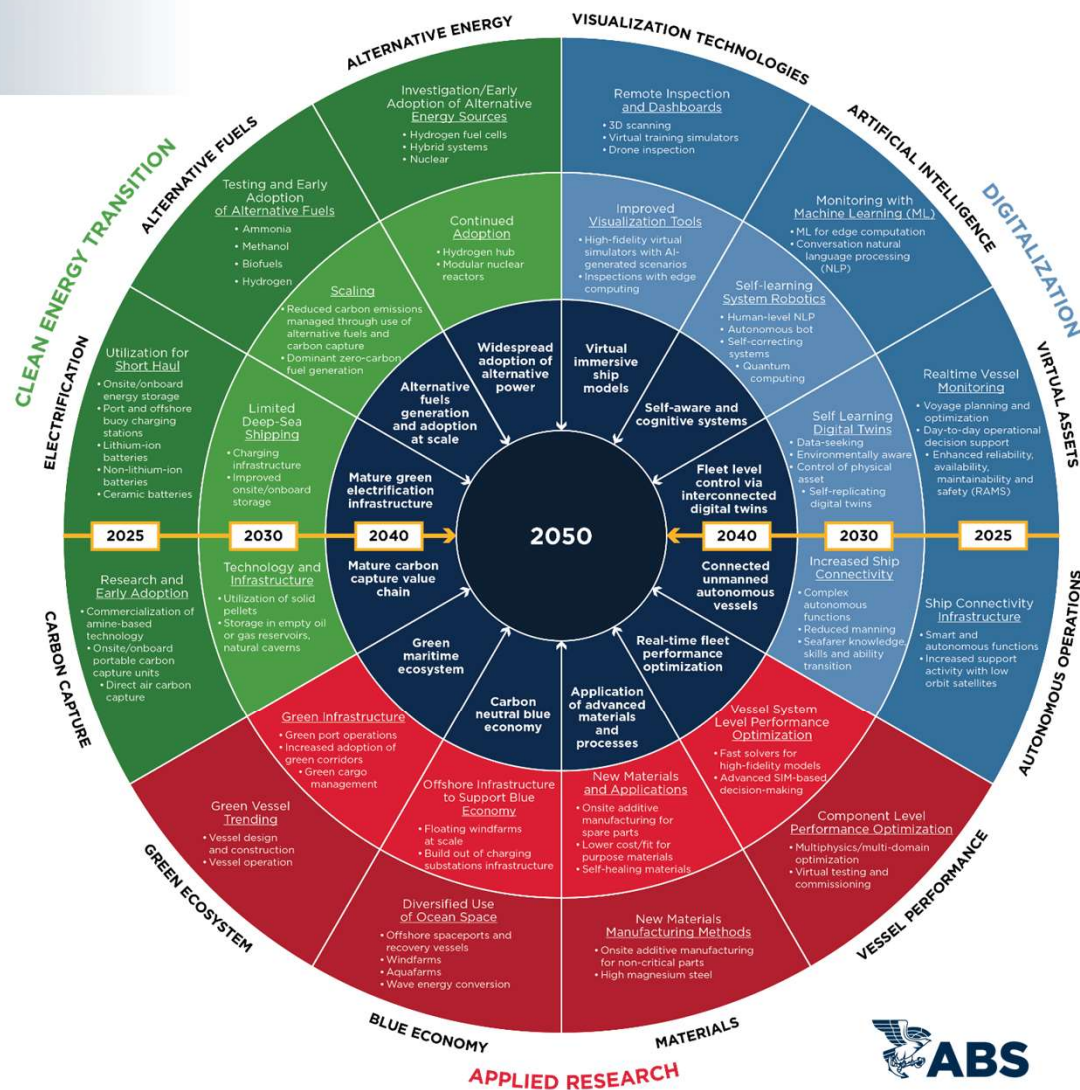 CLEAN ENERGY TRANSITION
ALTERNATIVE ENERGY
Investigation/Early
Adoption of Alternative
Energy Sources
• Hydrogen fuel cells
• Hybrid systems
• Nuclear
Continued
Adoption
• Hydrogen hub
• Modular nuclear
reactors
Widespread
adoption of
alternative
power
ALTERNATIVE FUELS
Testing and Early
Adoption
of Alternative Fuels
• Ammonia
• Methanol
• Biofuels
• Hydrogen
Scaling
• Reduced carbon emissions
managed through use of
alternative fuels and
carbon capture
• Dominant zero-carbon
fuel generation
Alternative
fuels
generation
and adoption
at scale
ELECTRIFICATION
Utilization for
Short Haul
• Onsite/onboard
energy storage
• Port and offshore
buoy charging
stations
• Lithium-ion
batteries
• Non-lithium-ion
batteries
• Ceramic batteries
Limited
Deep-Sea
Shipping
• Charging
infrastructure
• Improved
onsite/onboard
storage
Mature green
electrification
infrastructure
VISUALIZATION TECHNOLOGIES
Remote Inspection
and Dashboards
• 3D scanning
• Virtual training simulators
• Drone inspection
Improved
Visualization Tools
• High-fidelity virtual
simulators with AI-
generated scenarios
• Inspections with edge
computing
Virtual
immersive
ship
models
DIGITALIZATION
ARTIFICIAL INTELLIGENCE
Monitoring with
Machine Learning (ML)
• ML for edge computation
• Conversation natural
language processing
(NLP)
Self-learning
System Robotics
• Human-level NLP
• Autonomous bot
• Self-correcting
systems
• Quantum
computing
Self-aware and
cognitive systems
VIRTUAL ASSETS
Realtime Vessel
Monitoring
• Voyage planning and
optimization
• Day-to-day operational
decision support
• Enhanced reliability,
availability,
maintainability and
safety (RAMS)
Self Learning
Digital Twins
• Data-seeking
• Environmentally aware
• Control of physical
asset
• Self-replicating
digital twins
Fleet level
control via
interconnected
digital twins
2025
2030
2040
2050
2040
2030
2025
CARBON CAPTURE
Research and
Early Adoption
• Commercialization of
amine-based
technology
• Onsite/onboard
portable carbon
capture units
• Direct air carbon
capture
Technology and
Infrastructure
• Utilization of solid
pellets
• Storage in empty oil
or gas reservoirs,
natural caverns
Mature carbon
capture value
chain
AUTONOMOUS OPERATIONS
Ship Connectivity
Infrastructure
• Smart and
autonomous functions
• Increased support
activity with low
orbit satellites
Increased Ship
Connectivity
• Complex
autonomous
functions
• Reduced manning
• Seafarer knowledge,
skills and ability
transition
Connected
unmanned
autonomous
vessels
GREEN ECOSYSTEM
Green Vessel
Trending
• Vessel design
and construction
• Vessel operation
Green Infrastructure
• Green port operations
• Increased adoption of
green corridors
• Green cargo
management
Green
maritime
ecosystem
BLUE ECONOMY
Diversified Use
of Ocean Space
• Offshore spaceports and
recovery vessels
• Windfarms
• Aquafarms
• Wave energy conversion
Offshore Infrastructure
to Support Blue
Economy
• Floating windfarms
at scale
• Build out of charging
substations infrastructure
Carbon
neutral blue
economy
MATERIALS
New Materials
Manufacturing Methods
• Onsite additive manufacturing
for non-critical parts
• High magnesium steel
New Materials
and Applications
• Onsite additive
manufacturing for
spare parts
• Lower cost/fit for
purpose materials
• Self-healing materials
Application
of advanced
materials
and
processes
VESSEL PERFORMANCE
Component Level
Performance Optimization
• Multiphysics/multi-domain
optimization
• Virtual testing and
commissioning
Vessel System
Level Performance
Optimization
• Fast solvers for
high-fidelity models
• Advanced SIM-based
decision-making
Real-time fleet
performance
optimization
APPLIED RESEARCH
ABS